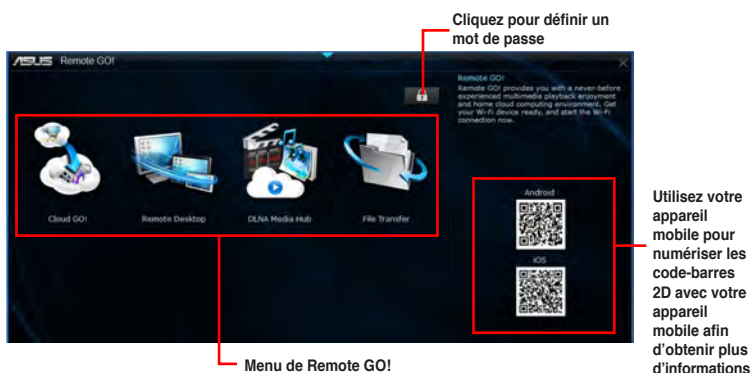 Cliquez pour définir un
mot de passe
ASUS Remote GO!
Remote GO!
Remote GO! provides you with a never-before
experienced multimedia playback enjoyment
and home cloud computing environment. Get
your Wi-Fi device ready, and start the Wi-Fi
connection now.
Cloud GO!
Remote Desktop
DLNA Media Hub
File Transfer
Android
iOS
Utilisez votre
appareil
mobile pour
numériser les
code-barres
2D avec votre
appareil
mobile afin
d'obtenir plus
d'informations
Menu de Remote GO!